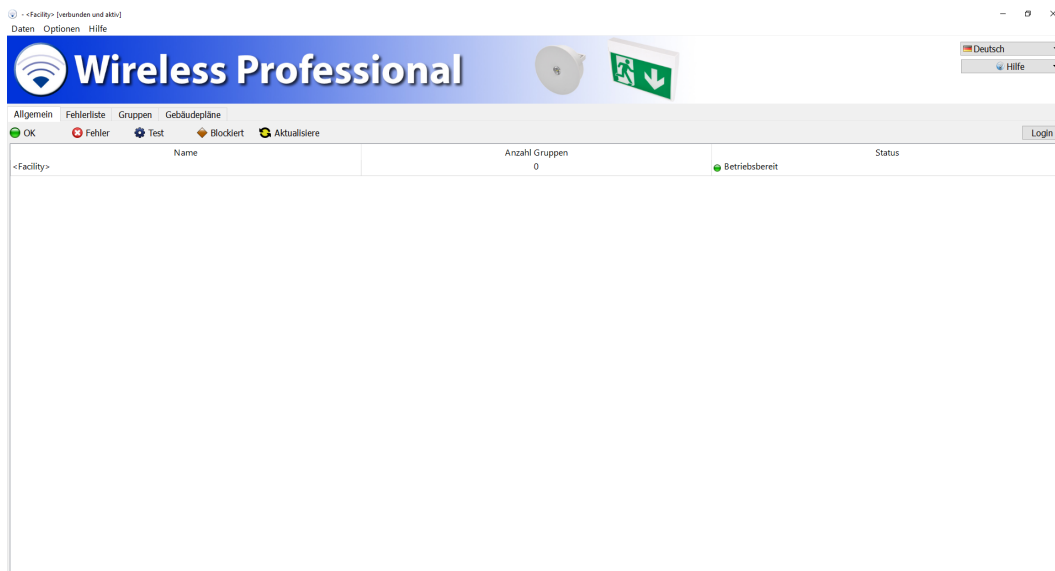 - <Facility> [verbunden und aktiv]
Daten Optionen Hilfe
Wireless Professional
Deutsch
Hilfe
Allgemein Fehlerliste Gruppen Gebäudepläne
OK Fehler Test Blockiert Aktualisiere Login
Name Anzahl Gruppen Status
<Facility> 0 Betriebsbereit